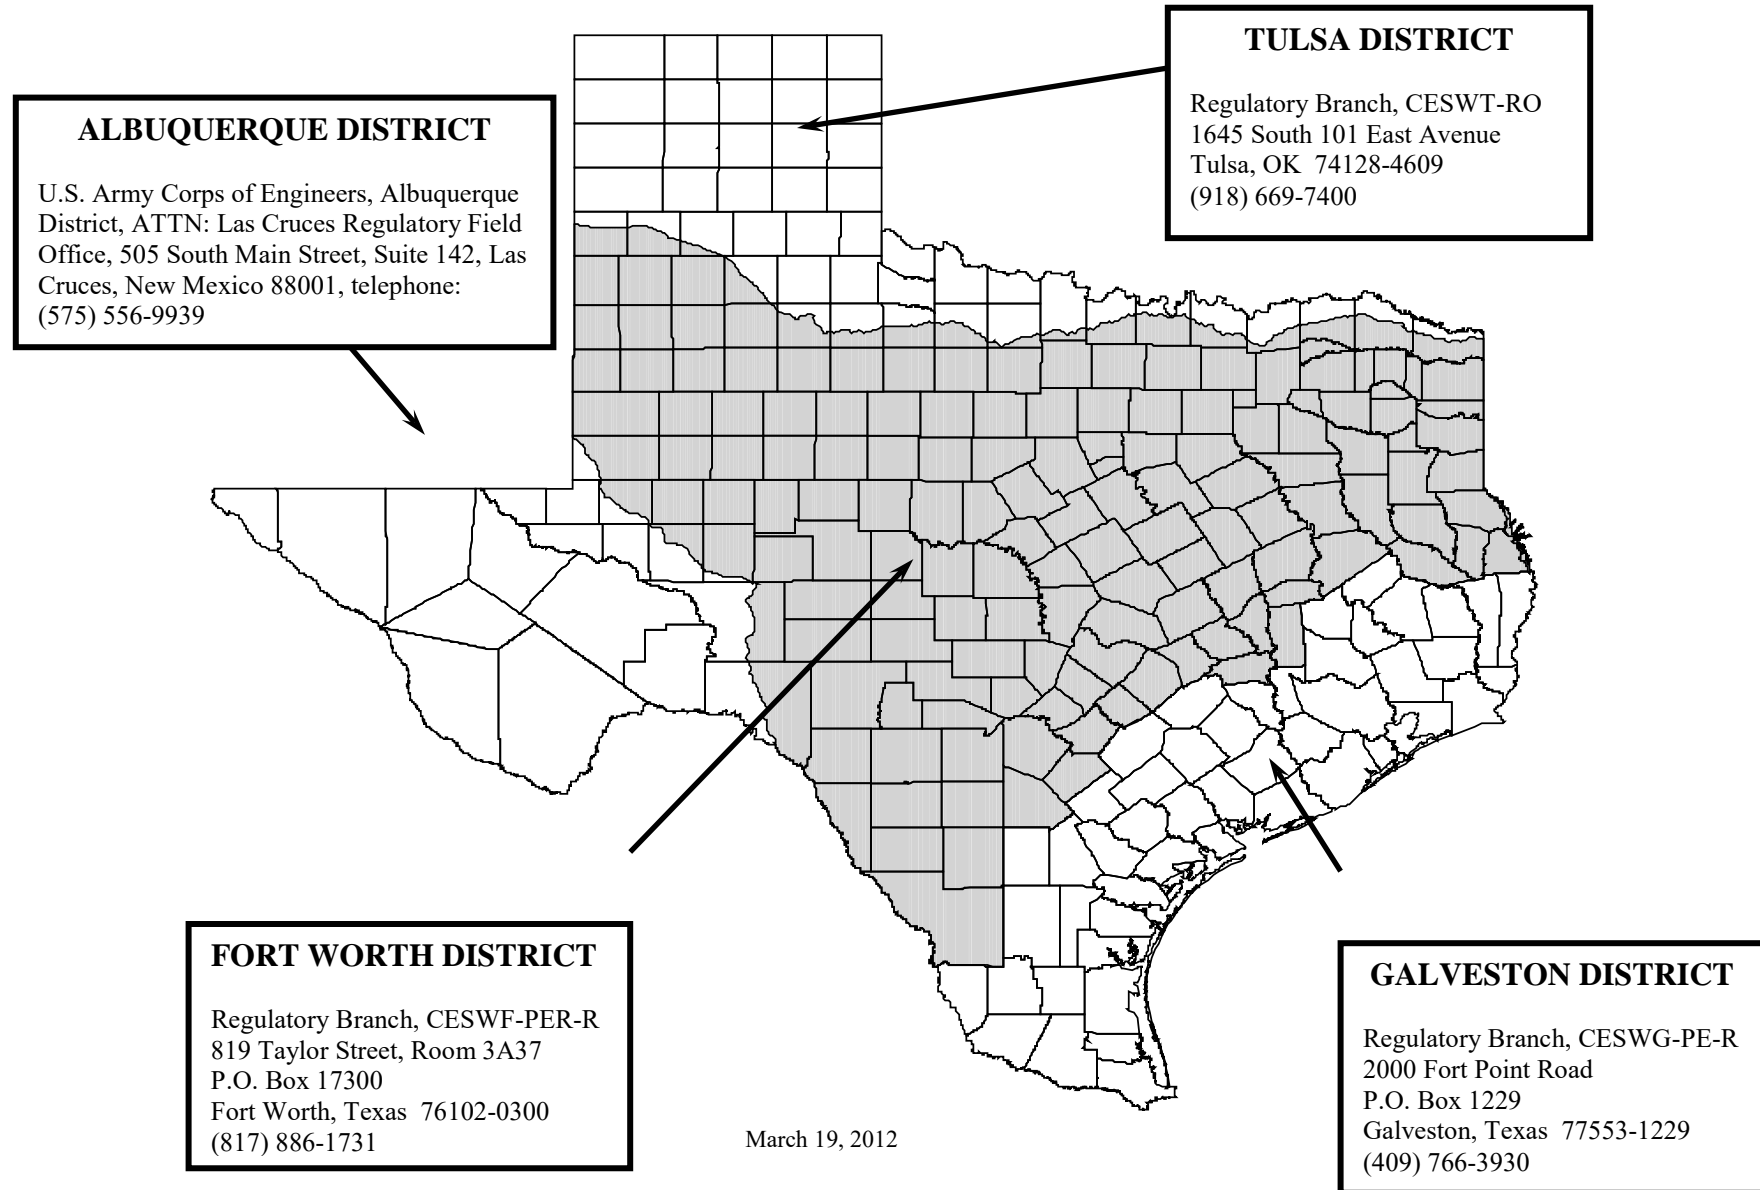 TULSA DISTRICT
Regulatory Branch, CESWT-RO
1645 South 101 East Avenue
Tulsa, OK  74128-4609
(918) 669-7400
ALBUQUERQUE DISTRICT
U.S. Army Corps of Engineers, Albuquerque
District, ATTN: Las Cruces Regulatory Field
Office, 505 South Main Street, Suite 142, Las
Cruces, New Mexico 88001, telephone:
(575) 556-9939
FORT WORTH DISTRICT
Regulatory Branch, CESWF-PER-R
819 Taylor Street, Room 3A37
P.O. Box 17300
Fort Worth, Texas  76102-0300
(817) 886-1731
March 19, 2012
GALVESTON DISTRICT
Regulatory Branch, CESWG-PE-R
2000 Fort Point Road
P.O. Box 1229
Galveston, Texas  77553-1229
(409) 766-3930